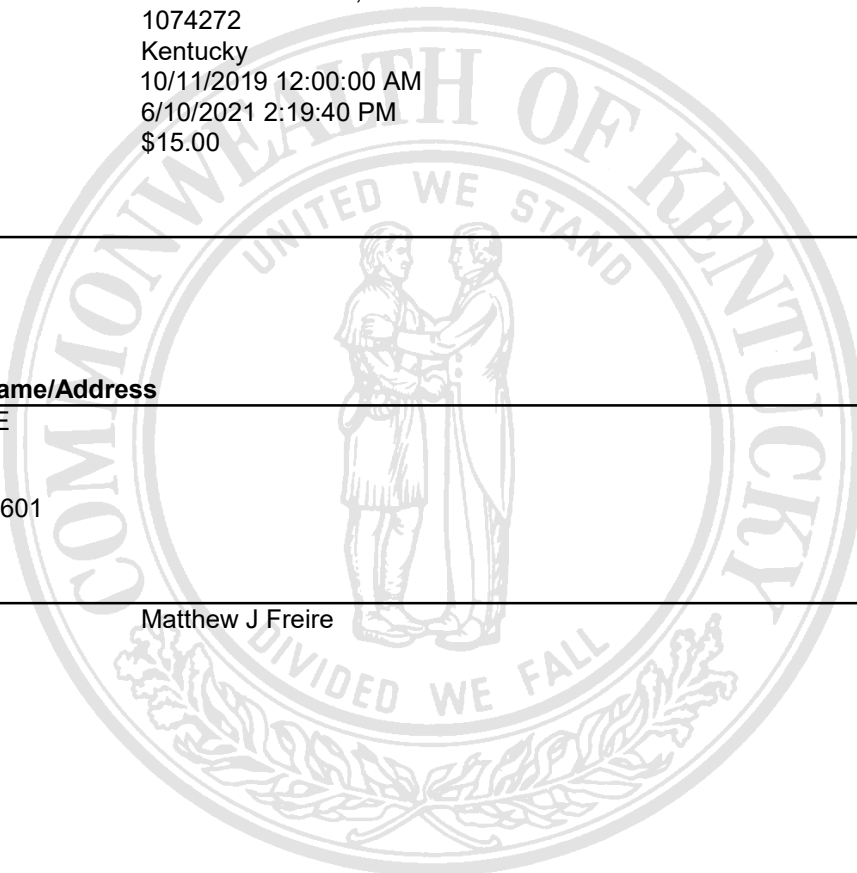 1074272
Kentucky
10/11/2019 12:00:00 AM
6/10/2021 2:19:40 PM
$15.00
COMMONWEALTH OF KENTUCKY
UNITED WE STAND
ame/Address
E
601
Matthew J Freire
DIVIDED WE FALL